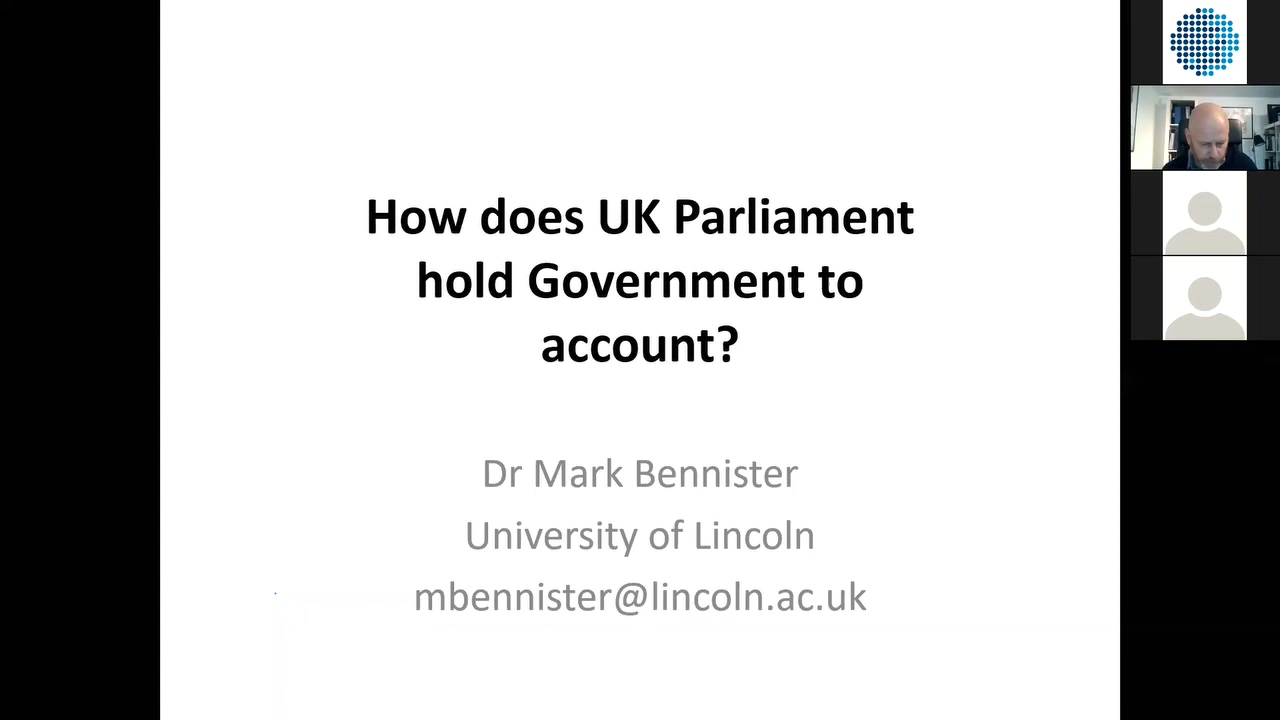 How does UK Parliament
hold Government to
account?
Dr Mark Bennister
University of Lincoln
mbennister@lincoln.ac.uk